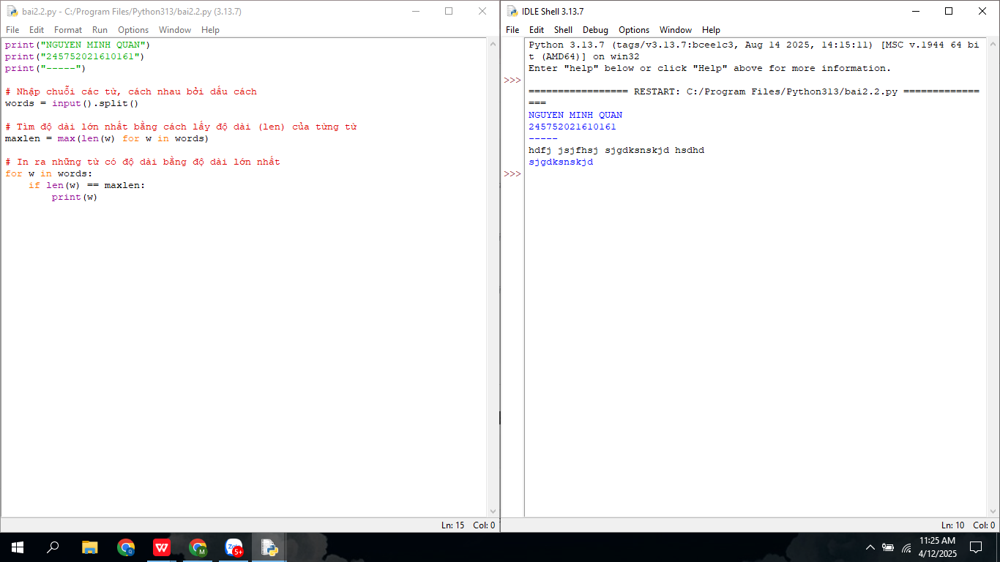 bai2.2.py - C:/Program Files/Python313/bai2.2.py (3.13.7)
File Edit Format Run Options Window Help
print("NGUYEN MINH QUAN")
print("245752021610161")
print("-----")
# Nhập chuỗi các từ, cách nhau bởi dấu cách
words = input().split()
# Tìm độ dài lớn nhất bằng cách lấy độ dài (len) của từng từ
maxlen = max(len(w) for w in words)
# In ra những từ có độ dài bằng độ dài lớn nhất
for w in words:
    if len(w) == maxlen:
        print(w)
Ln: 15 Col: 0
IDLE Shell 3.13.7
File Edit Shell Debug Options Window Help
Python 3.13.7 (tags/v3.13.7:bcee1c3, Aug 14 2025, 14:15:11) [MSC v.1944 64 bi
t (AMD64)] on win32
Enter "help" below or click "Help" above for more information.
>>>
================= RESTART: C:/Program Files/Python313/bai2.2.py =============
===
NGUYEN MINH QUAN
245752021610161
-----
hdfj jsjfhsj sjgdksnskjd hsdhd
sjgdksnskjd
>>>
Ln: 10 Col: 0
W
Q
M
Zalo
5+
11:25 AM
4/12/2025